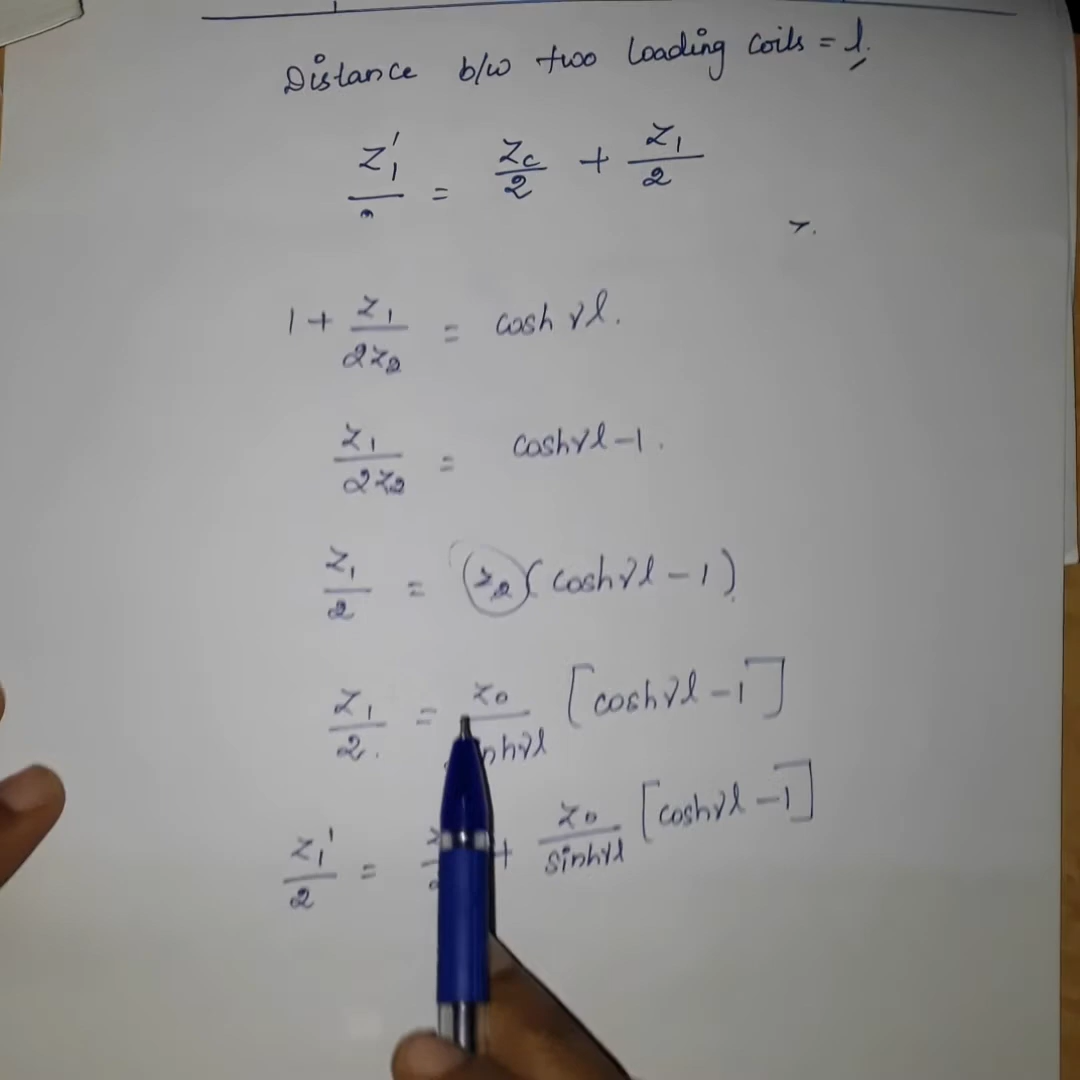 Distance b/w two loading coils = l.
Z₁'/2 = Zc/2 + Z₁/2
1 + Z₁/2Z₂ = cosh γl.
Z₁/2Z₂ = coshγl - 1.
Z₁/2 = Z₂(coshγl - 1)
Z₁/2. = Z₀/sinhγl [coshγl - 1]
Z₁'/2 = + Z₀/sinhγl [coshγl - 1]